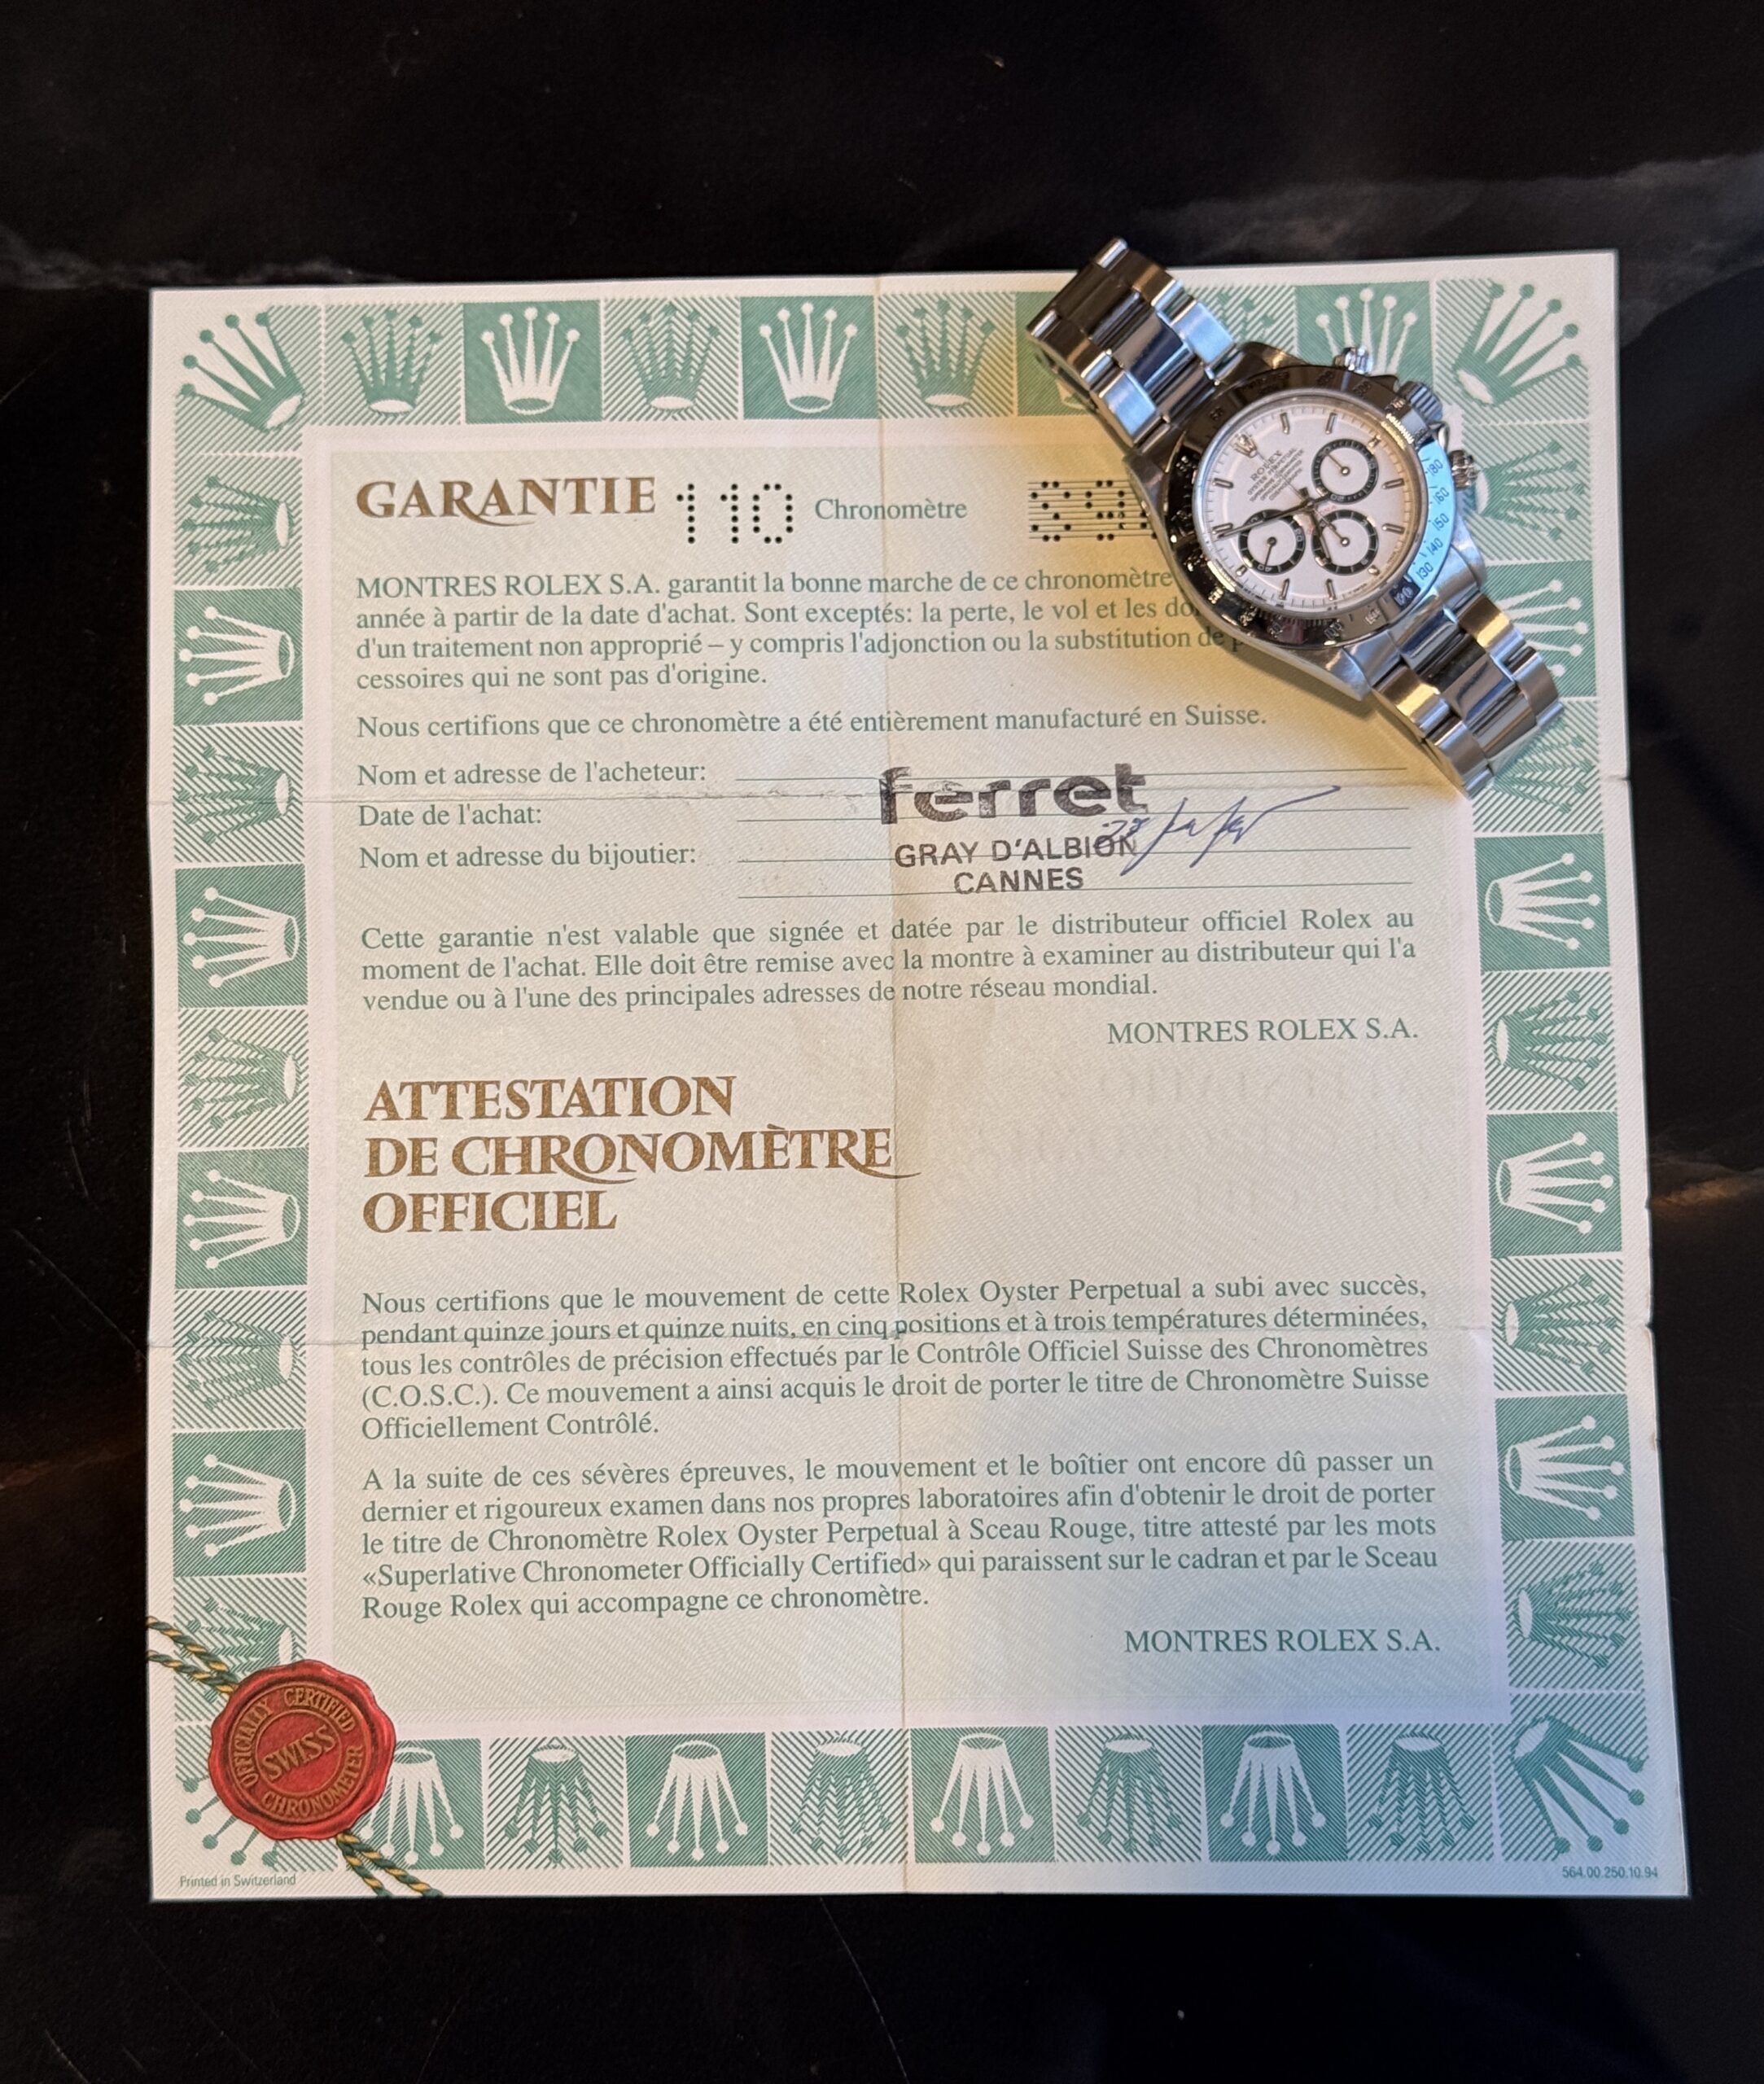 GARANTIE 110 Chronomètre
MONTRES ROLEX S.A. garantit la bonne marche de ce chronomètre
année à partir de la date d'achat. Sont exceptés: la perte, le vol et les
d'un traitement non approprié – y compris l'adjonction ou la substitution de
cessoires qui ne sont pas d'origine.
Nous certifions que ce chronomètre a été entièrement manufacturé en Suisse.
Nom et adresse de l'acheteur:
ferret
Date de l'achat:
Nom et adresse du bijoutier:
GRAY D'ALBION
CANNES
Cette garantie n'est valable que signée et datée par le distributeur officiel Rolex au
moment de l'achat. Elle doit être remise avec la montre à examiner au distributeur qui l'a
vendue ou à l'une des principales adresses de notre réseau mondial.
MONTRES ROLEX S.A.
ATTESTATION
DE CHRONOMÈTRE
OFFICIEL
Nous certifions que le mouvement de cette Rolex Oyster Perpetual a subi avec succès,
pendant quinze jours et quinze nuits, en cinq positions et à trois températures déterminées,
tous les contrôles de précision effectués par le Contrôle Officiel Suisse des Chronomètres
(C.O.S.C.). Ce mouvement a ainsi acquis le droit de porter le titre de Chronomètre Suisse
Officiellement Contrôlé.
A la suite de ces sévères épreuves, le mouvement et le boîtier ont encore dû passer un
dernier et rigoureux examen dans nos propres laboratoires afin d'obtenir le droit de porter
le titre de Chronomètre Rolex Oyster Perpetual à Sceau Rouge, titre attesté par les mots
«Superlative Chronometer Officially Certified» qui paraissent sur le cadran et par le Sceau
Rouge Rolex qui accompagne ce chronomètre.
MONTRES ROLEX S.A.
OFFICIALLY CERTIFIED
SWISS
CHRONOMETER
Printed in Switzerland
564.00.250.10.94
ROLEX
180
160
150
140
130